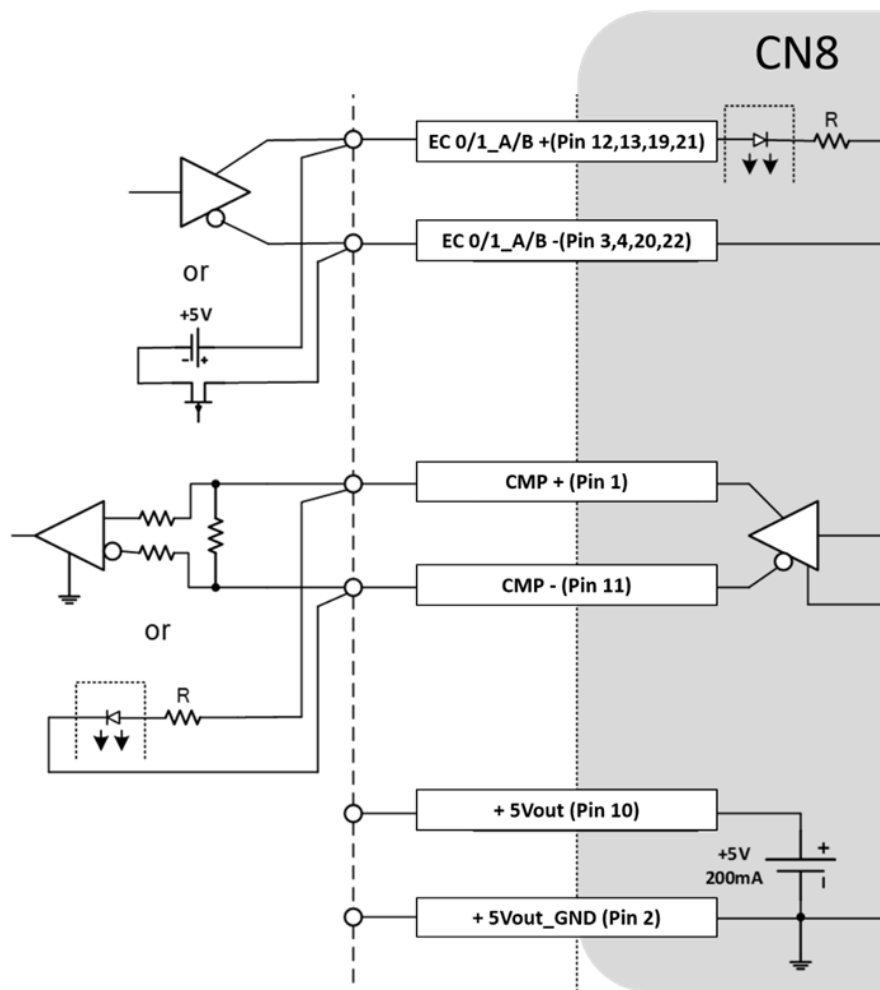 CN8
EC 0/1_A/B +(Pin 12,13,19,21)
R
EC 0/1_A/B -(Pin 3,4,20,22)
or
+5V
- +
CMP + (Pin 1)
CMP - (Pin 11)
or
R
+ 5Vout (Pin 10)
+5V
200mA
+
-
+ 5Vout_GND (Pin 2)